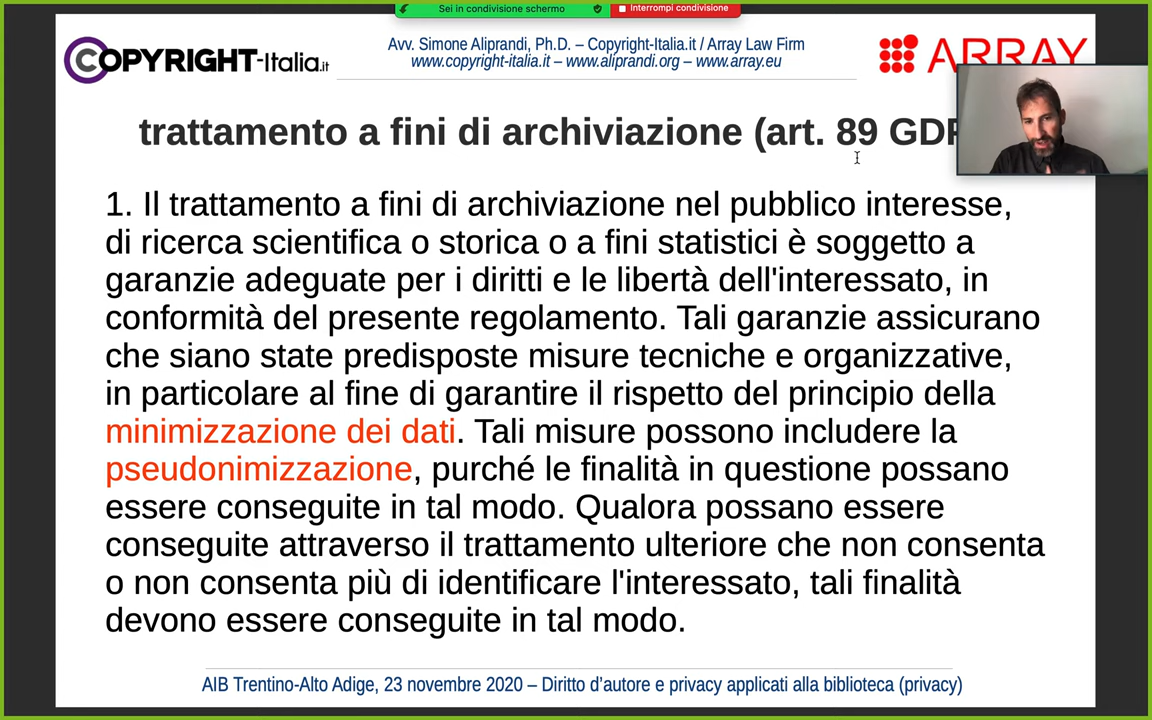 Sei in condivisione schermo
Interrompi condivisione
COPYRIGHT-Italia.it
Avv. Simone Aliprandi, Ph.D. – Copyright-Italia.it / Array Law Firm
www.copyright-italia.it – www.aliprandi.org – www.array.eu
ARRAY
trattamento a fini di archiviazione (art. 89
1. Il trattamento a fini di archiviazione nel pubblico interesse,
di ricerca scientifica o storica o a fini statistici è soggetto a
garanzie adeguate per i diritti e le libertà dell'interessato, in
conformità del presente regolamento. Tali garanzie assicurano
che siano state predisposte misure tecniche e organizzative,
in particolare al fine di garantire il rispetto del principio della
minimizzazione dei dati. Tali misure possono includere la
pseudonimizzazione, purché le finalità in questione possano
essere conseguite in tal modo. Qualora possano essere
conseguite attraverso il trattamento ulteriore che non consenta
o non consenta più di identificare l'interessato, tali finalità
devono essere conseguite in tal modo.
AIB Trentino-Alto Adige, 23 novembre 2020 – Diritto d'autore e privacy applicati alla biblioteca (privacy)